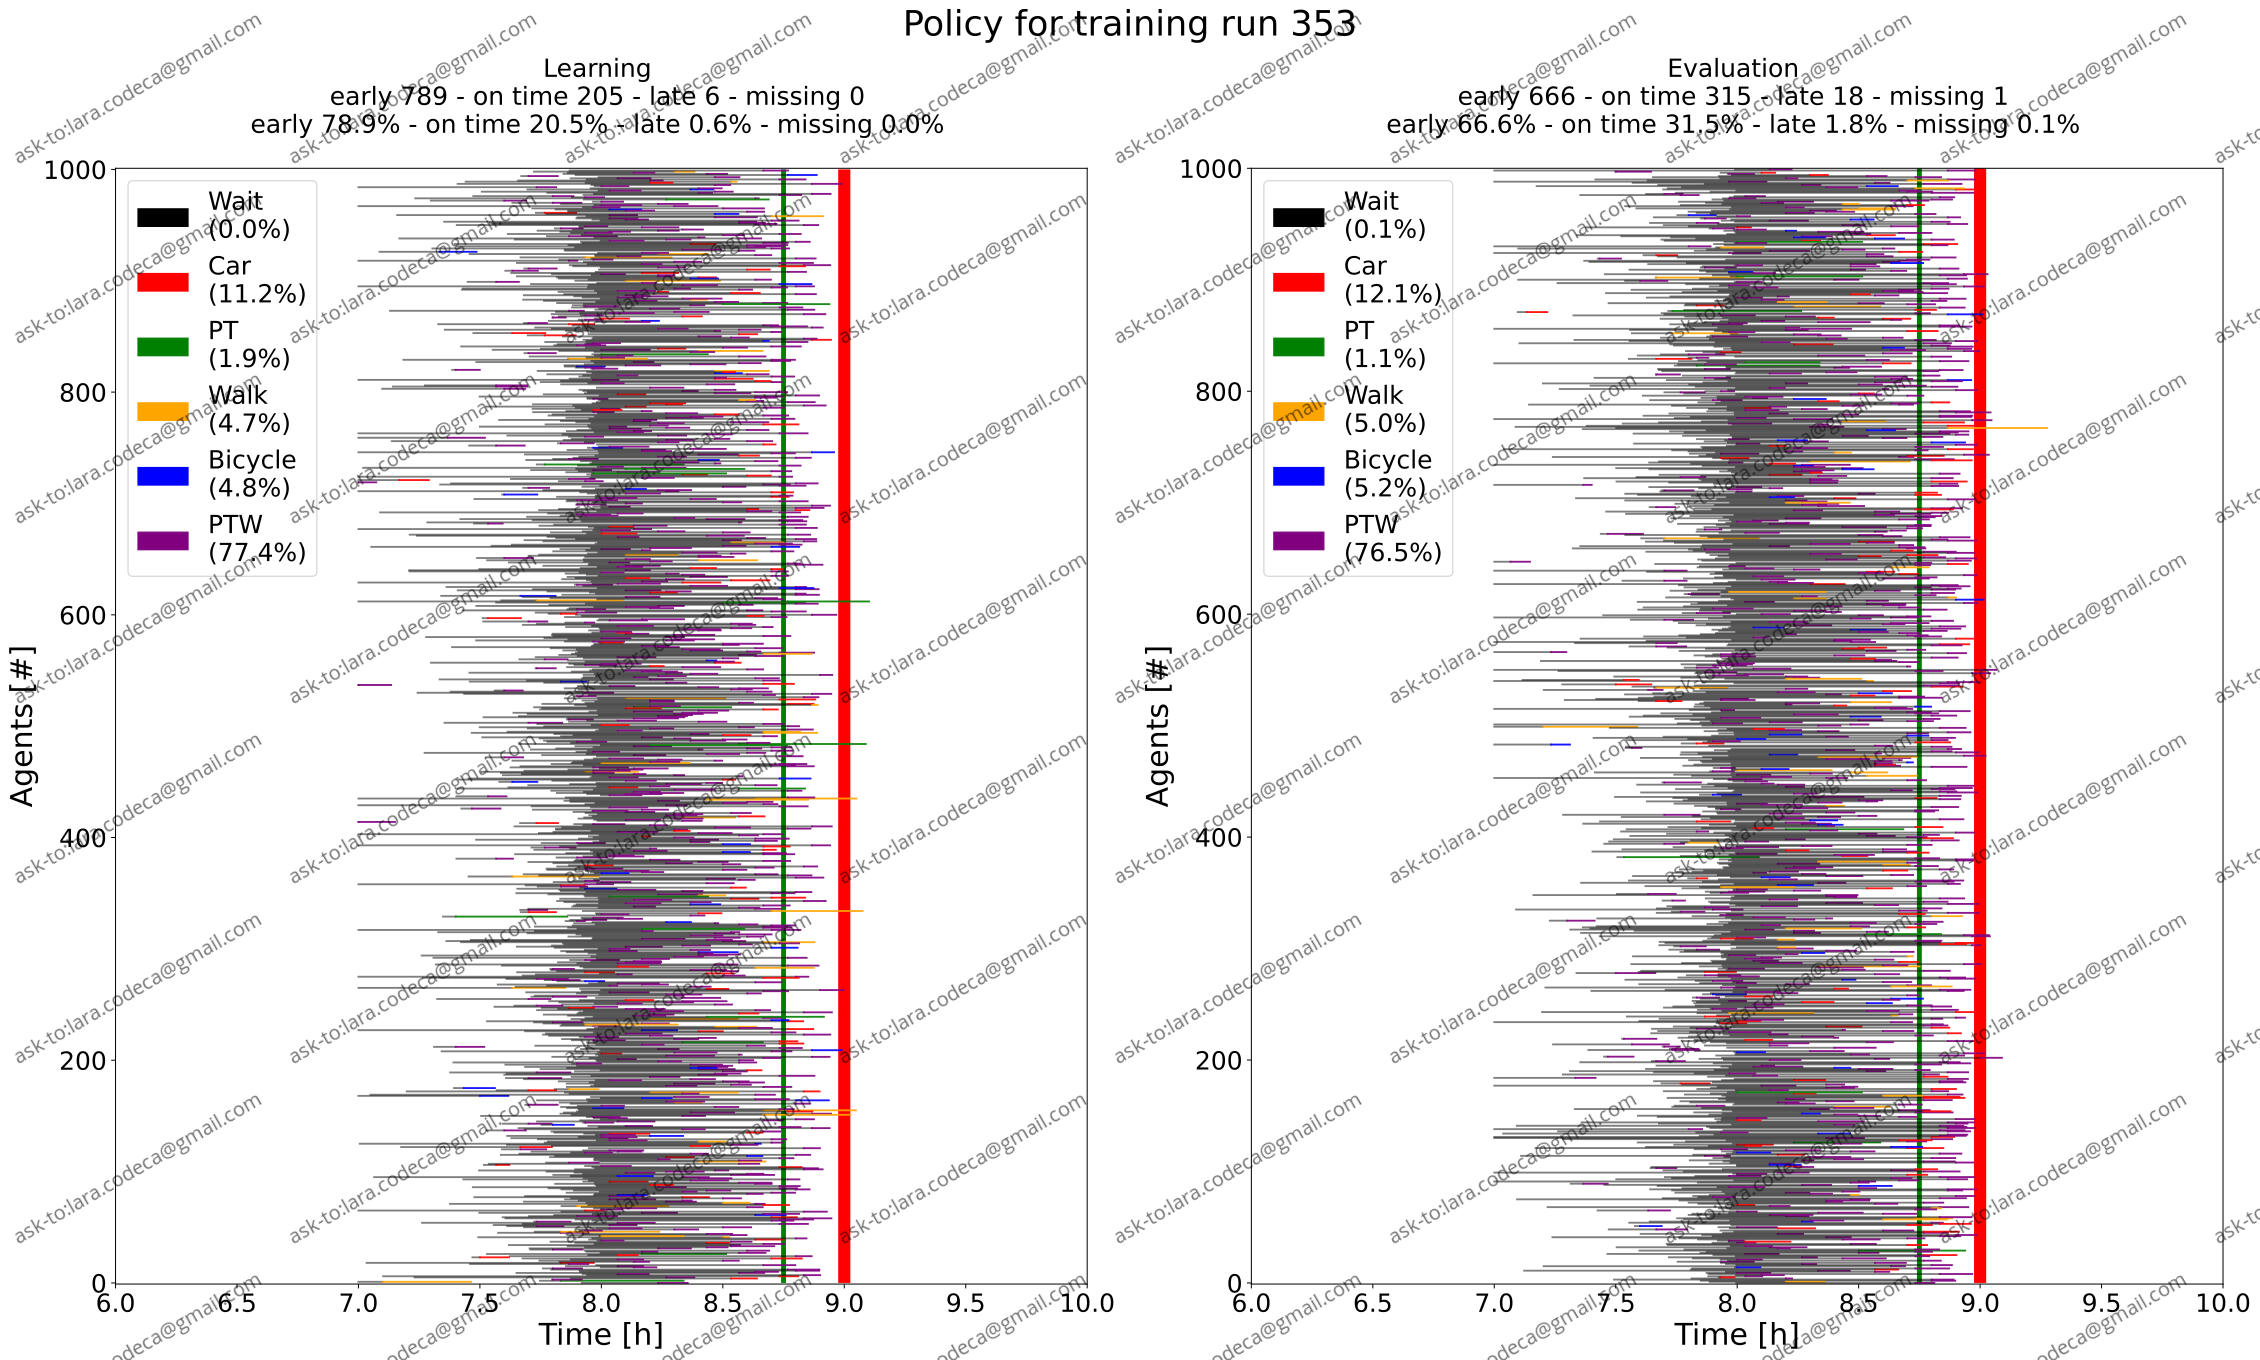 Policy for training run 353
Learning
early 789 - on time 205 - late 6 - missing 0
early 78.9% - on time 20.5% - late 0.6% - missing 0.0%
Evaluation
early 666 - on time 315 - late 18 - missing 1
early 66.6% - on time 31.5% - late 1.8% - missing 0.1%
Agents [#]
1000
800
600
400
200
0
Wait
(0.0%)
Car
(11.2%)
PT
(1.9%)
Walk
(4.7%)
Bicycle
(4.8%)
PTW
(77.4%)
6.0 6.5 7.0 7.5 8.0 8.5 9.0 9.5 10.0
Time [h]
Agents [#]
1000
800
600
400
200
0
Wait
(0.1%)
Car
(12.1%)
PT
(1.1%)
Walk
(5.0%)
Bicycle
(5.2%)
PTW
(76.5%)
6.0 6.5 7.0 7.5 8.0 8.5 9.0 9.5 10.0
Time [h]
ask-to:lara.codeca@gmail.com